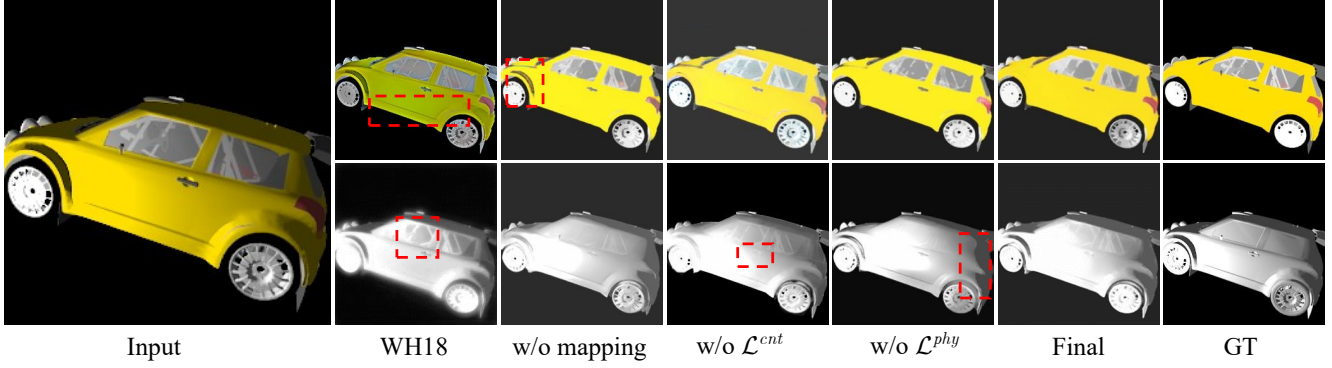 Input WH18 w/o mapping w/o ℒ^{cnt} w/o ℒ^{phy} Final GT